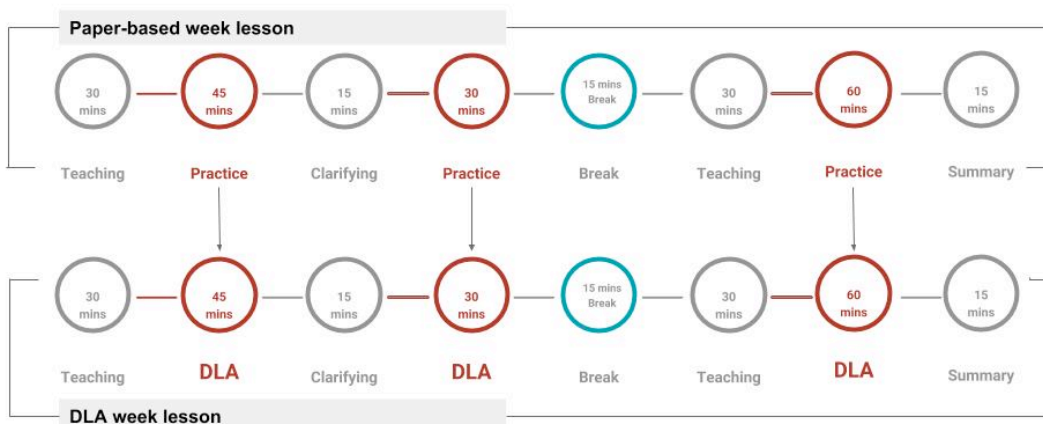 Paper-based week lesson
30 mins
45 mins
15 mins
30 mins
15 mins Break
30 mins
60 mins
15 mins
Teaching
Practice
Clarifying
Practice
Break
Teaching
Practice
Summary
30 mins
45 mins
15 mins
30 mins
15 mins Break
30 mins
60 mins
15 mins
Teaching
DLA
Clarifying
DLA
Break
Teaching
DLA
Summary
DLA week lesson